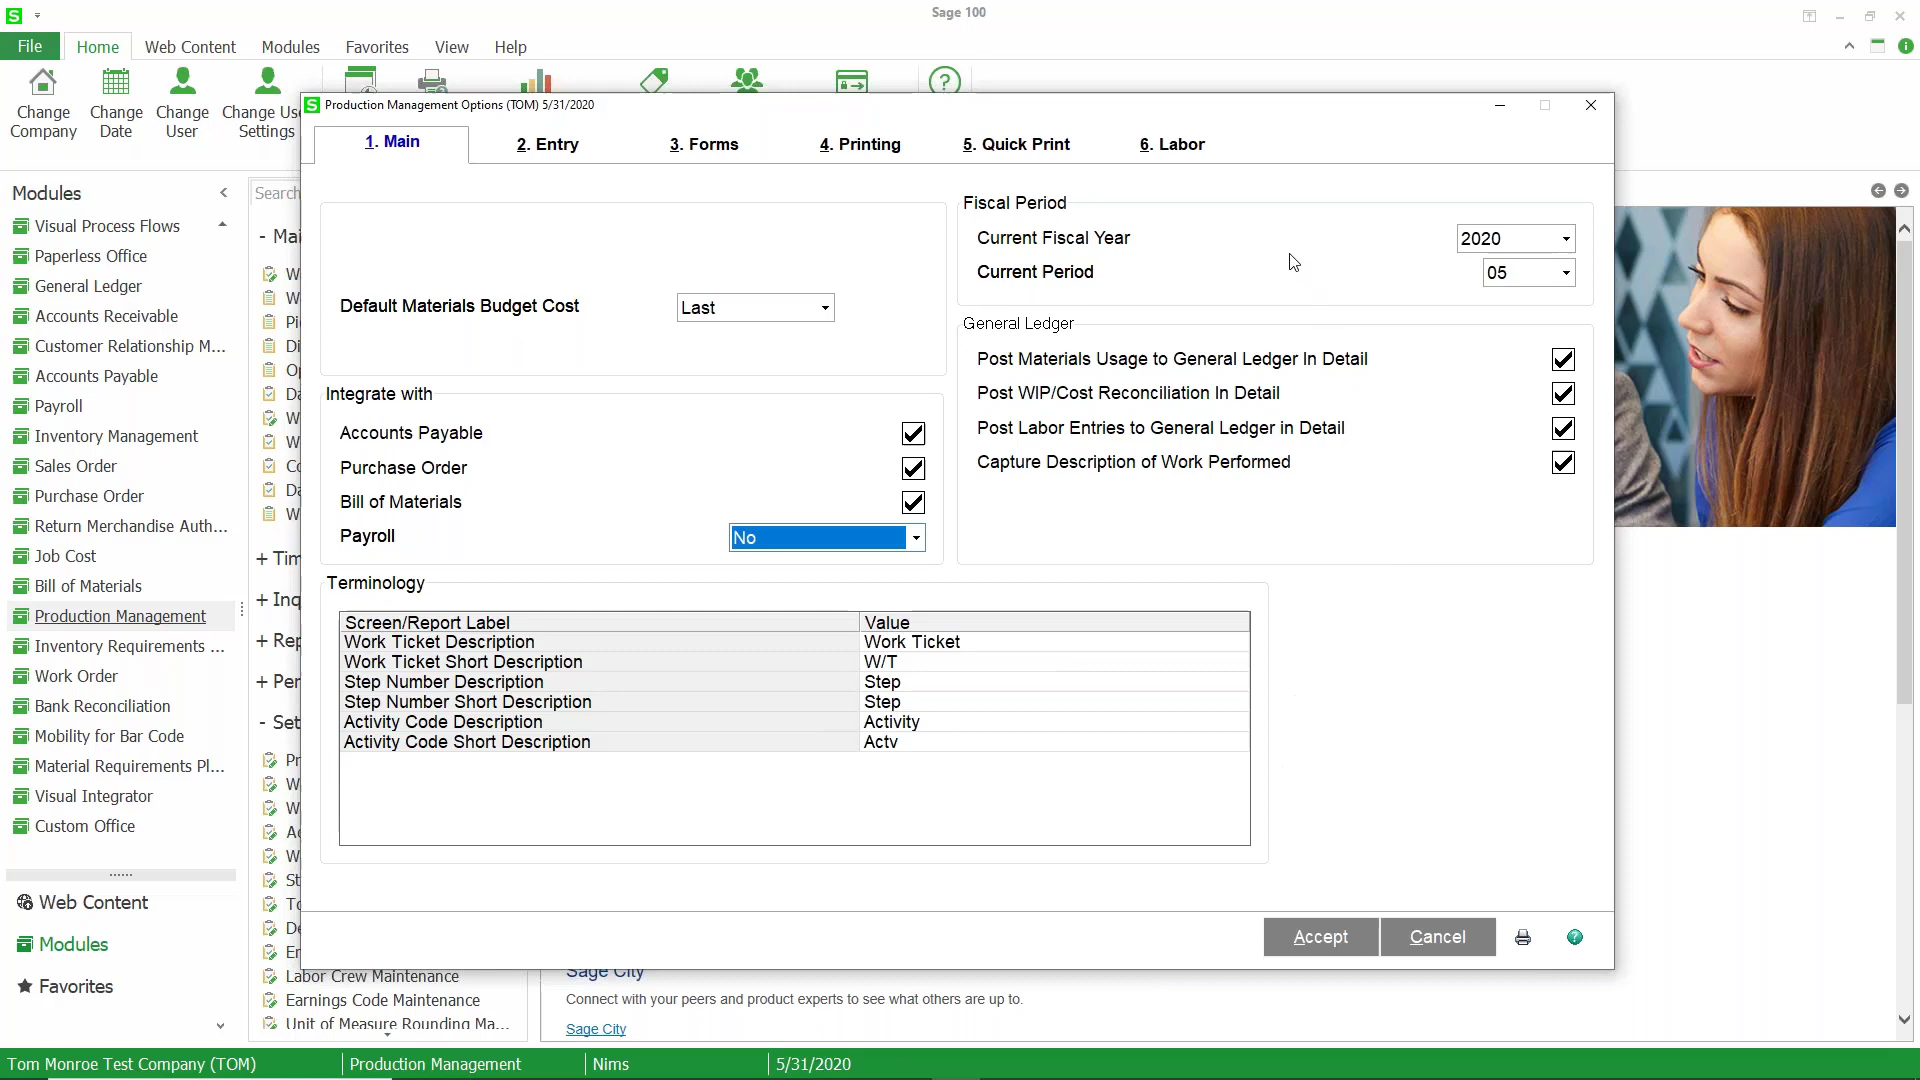 Sage 100
File
Home
Web Content
Modules
Favorites
View
Help
Change Company
Change Date
Change User
Change Use
Settings
Production Management Options (TOM) 5/31/2020
1. Main
2. Entry
3. Forms
4. Printing
5. Quick Print
6. Labor
Modules
Visual Process Flows
Paperless Office
General Ledger
Accounts Receivable
Customer Relationship M...
Accounts Payable
Payroll
Inventory Management
Sales Order
Purchase Order
Return Merchandise Auth...
Job Cost
Bill of Materials
Production Management
Inventory Requirements ...
Work Order
Bank Reconciliation
Mobility for Bar Code
Material Requirements Pl...
Visual Integrator
Custom Office
Web Content
Modules
Favorites
Search
- Mai
+ Tim
+ Inq
+ Rep
+ Per
- Set
Labor Crew Maintenance
Earnings Code Maintenance
Unit of Measure Rounding Ma...
Default Materials Budget Cost
Last
Integrate with
Accounts Payable
Purchase Order
Bill of Materials
Payroll
No
Fiscal Period
Current Fiscal Year
2020
Current Period
05
General Ledger
Post Materials Usage to General Ledger In Detail
Post WIP/Cost Reconciliation In Detail
Post Labor Entries to General Ledger in Detail
Capture Description of Work Performed
Terminology
Screen/Report Label Value
Work Ticket Description Work Ticket
Work Ticket Short Description W/T
Step Number Description Step
Step Number Short Description Step
Activity Code Description Activity
Activity Code Short Description Actv
Accept
Cancel
Sage City
Connect with your peers and product experts to see what others are up to.
Sage City
Tom Monroe Test Company (TOM)
Production Management
Nims
5/31/2020